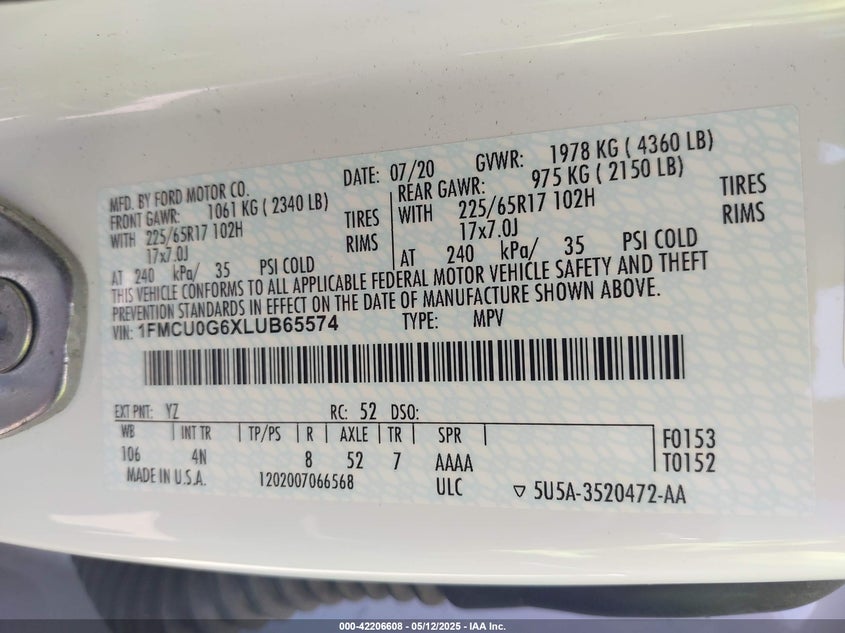 MFD. BY FORD MOTOR CO. DATE: 07/20 GVWR: 1978 KG ( 4360 LB)
FRONT GAWR: 1061 KG ( 2340 LB) REAR GAWR: 975 KG ( 2150 LB)
WITH 225/65R17 102H TIRES WITH 225/65R17 102H TIRES
17x7.0J RIMS 17x7.0J RIMS
AT 240 kPa/ 35 PSI COLD AT 240 kPa/ 35 PSI COLD
THIS VEHICLE CONFORMS TO ALL APPLICABLE FEDERAL MOTOR VEHICLE SAFETY AND THEFT
PREVENTION STANDARDS IN EFFECT ON THE DATE OF MANUFACTURE SHOWN ABOVE.
VIN: 1FMCU0G6XLUB65574 TYPE: MPV
EXT PNT: YZ RC: 52 DSO:
WB INT TR TP/PS R AXLE TR SPR F0153
106 4N 8 52 7 AAAA T0152
MADE IN U.S.A. 1202007066568 ULC ▽ 5U5A-3520472-AA
000-42206608 - 05/12/2025 - IAA Inc.